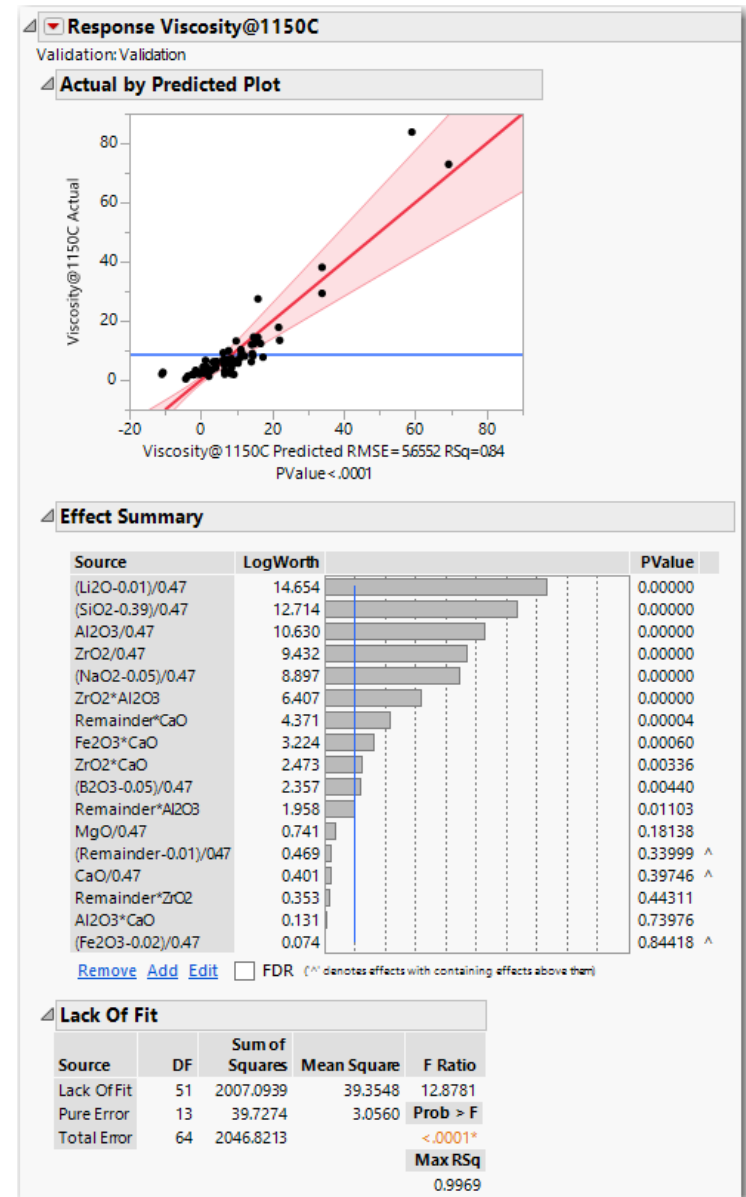 Response Viscosity@1150C
Validation: Validation
Actual by Predicted Plot
80
60
40
20
0
Viscosity@1150C Actual
-20 0 20 40 60 80
Viscosity@1150C Predicted RMSE=5.6552 RSq=0.84
PValue<.0001
Effect Summary
Source LogWorth PValue
(Li2O-0.01)/0.47 14.654 0.00000
(SiO2-0.39)/0.47 12.714 0.00000
Al2O3/0.47 10.630 0.00000
ZrO2/0.47 9.432 0.00000
(NaO2-0.05)/0.47 8.897 0.00000
ZrO2*Al2O3 6.407 0.00000
Remainder*CaO 4.371 0.00004
Fe2O3*CaO 3.224 0.00060
ZrO2*CaO 2.473 0.00336
(B2O3-0.05)/0.47 2.357 0.00440
Remainder*Al2O3 1.958 0.01103
MgO/0.47 0.741 0.18138
(Remainder-0.01)/0.47 0.469 0.33999 ^
CaO/0.47 0.401 0.39746 ^
Remainder*ZrO2 0.353 0.44311
Al2O3*CaO 0.131 0.73976
(Fe2O3-0.02)/0.47 0.074 0.84418 ^
Remove Add Edit FDR ('^' denotes effects with containing effects above them)
Lack Of Fit
Sum of
Source DF Squares Mean Square F Ratio
Lack Of Fit 51 2007.0939 39.3548 12.8781
Pure Error 13 39.7274 3.0560 Prob > F
Total Error 64 2046.8213 <.0001*
Max RSq
0.9969